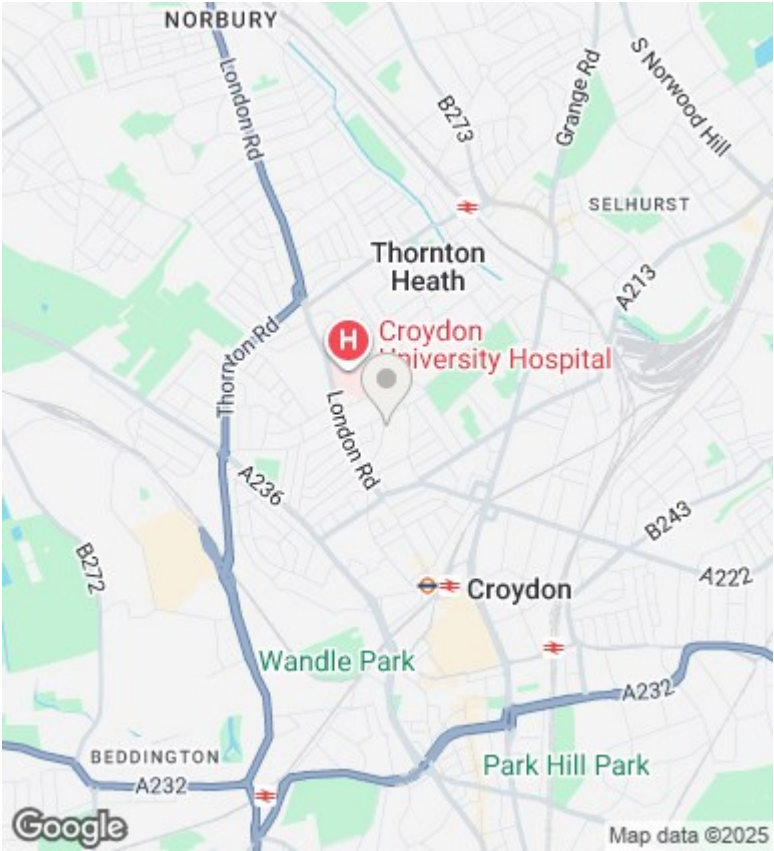 NORBURY
London Rd
B273
Grange Rd
S Norwood Hill
SELHURST
Thornton
Heath
A213
H
Croydon
University Hospital
Thornton Rd
London Rd
A236
B272
B243
A222
Croydon
Wandle Park
A232
BEDDINGTON
A232
Park Hill Park
Google
Map data ©2025